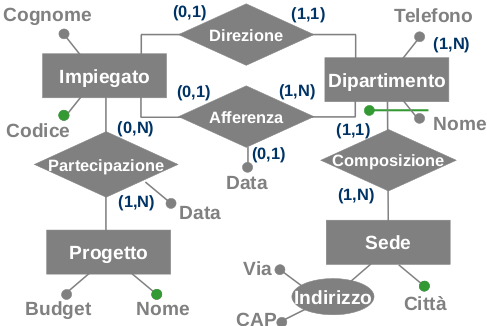 Cognome
(0,1)
(1,1)
Telefono
Direzione
(1,N)
Impiegato
Dipartimento
(0,1)
(1,N)
Afferenza
Codice
(0,N)
(1,1)
Nome
(0,1)
Partecipazione
Composizione
Data
(1,N)
(1,N)
Data
Progetto
Sede
Via
Indirizzo
Budget
Nome
Città
CAP